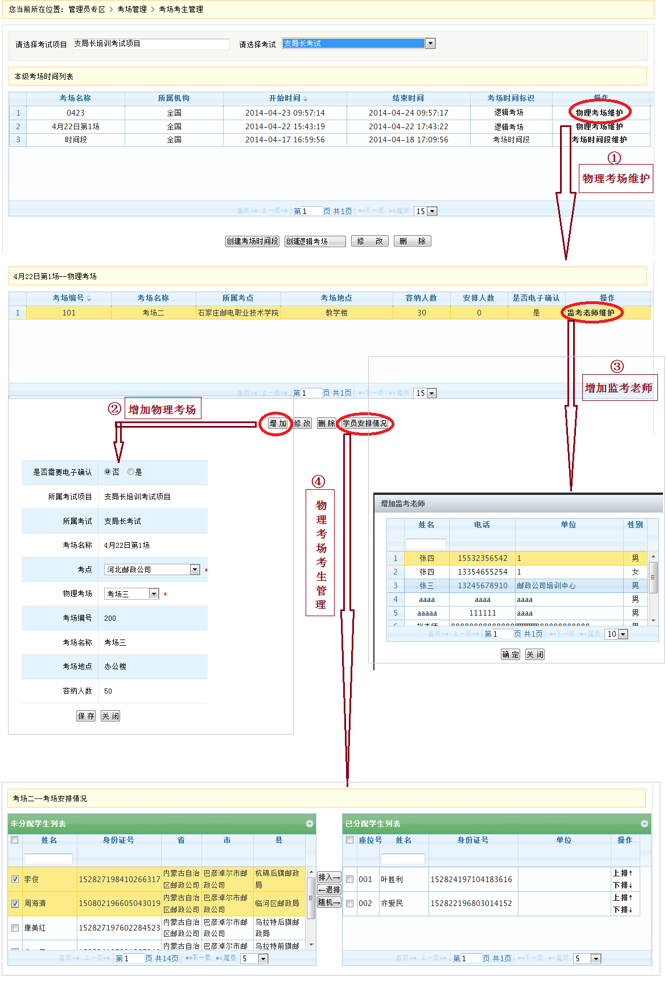 您当前所在位置：管理员专区 > 考场管理 > 考场考生管理
请选择考试项目 支局长培训考试项目 请选择考试 支局长考试
本级考场时间列表
考场名称 所属机构 开始时间 结束时间 考场时间标识 操作
1 0423 全国 2014-04-23 09:57:14 2014-04-24 09:57:17 逻辑考场 物理考场维护
2 4月22日第1场 全国 2014-04-22 15:43:19 2014-04-22 17:43:22 逻辑考场 物理考场维护
3 时间段 全国 2014-04-17 16:59:56 2014-04-18 17:09:56 考场时间段 考场时间段维护
①
物理考场维护
首页 上一页 第1 页 共1页 下一页 尾页 15
创建考场时间段 创建逻辑考场 修 改 删 除
4月22日第1场--物理考场
考场编号 考场名称 所属考点 考场地点 容纳人数 安排人数 是否电子确认 操作
1 101 考场二 石家庄邮电职业技术学院 教学楼 30 0 是 监考老师维护
③
增加监考老师
首页 上一页 第1 页 共1页 下一页 尾页 15
② 增加物理考场
增 加 修 改 删 除 学员安排情况
是否需要电子确认 否 是
所属考试项目 支局长培训考试项目
所属考试 支局长考试
考场名称 4月22日第1场
考点 河北邮政公司 *
物理考场 考场三 *
考场编号 200
考场名称 考场三
考场地点 办公楼
容纳人数 50
保 存 关 闭
④
物理考场考生管理
增加监考老师
姓名 电话 单位 性别
1 张四 15532356542 1 男
2 张四 13354655254 1 女
3 张三 13245678910 邮政公司培训中心 男
4 aaaa aaaa aaaa 男
5 aaaaa 111111 aaaa 男
首页 上一页 第1 页 共1页 下一页 尾页 10
确 定 关 闭
考场二--考场安排情况
未分配学生列表
姓名 身份证号 省 市 县
李俊 152827198410266317 内蒙古自治区邮政公司 巴彦淖尔市邮政公司 杭锦后旗邮政局
周海清 150802196605043019 内蒙古自治区邮政公司 巴彦淖尔市邮政公司 临河区邮政局
康美红 152827197602284523 内蒙古自治区邮政公司 巴彦淖尔市邮政公司 乌拉特后旗邮政局
内蒙古自治 巴彦淖尔市邮 乌拉特前旗邮
首页 上一页 第1 页 共14页 下一页 尾页 5
排入→
←退排
随机→
已分配学生列表
座位号 姓名 身份证号 单位 操作
001 叶胜利 152824197104183616 上排↑ 下排↓
002 齐爱民 152822196803014152 上排↑ 下排↓
首页 上一页 第1 页 共1页 下一页 尾页 5